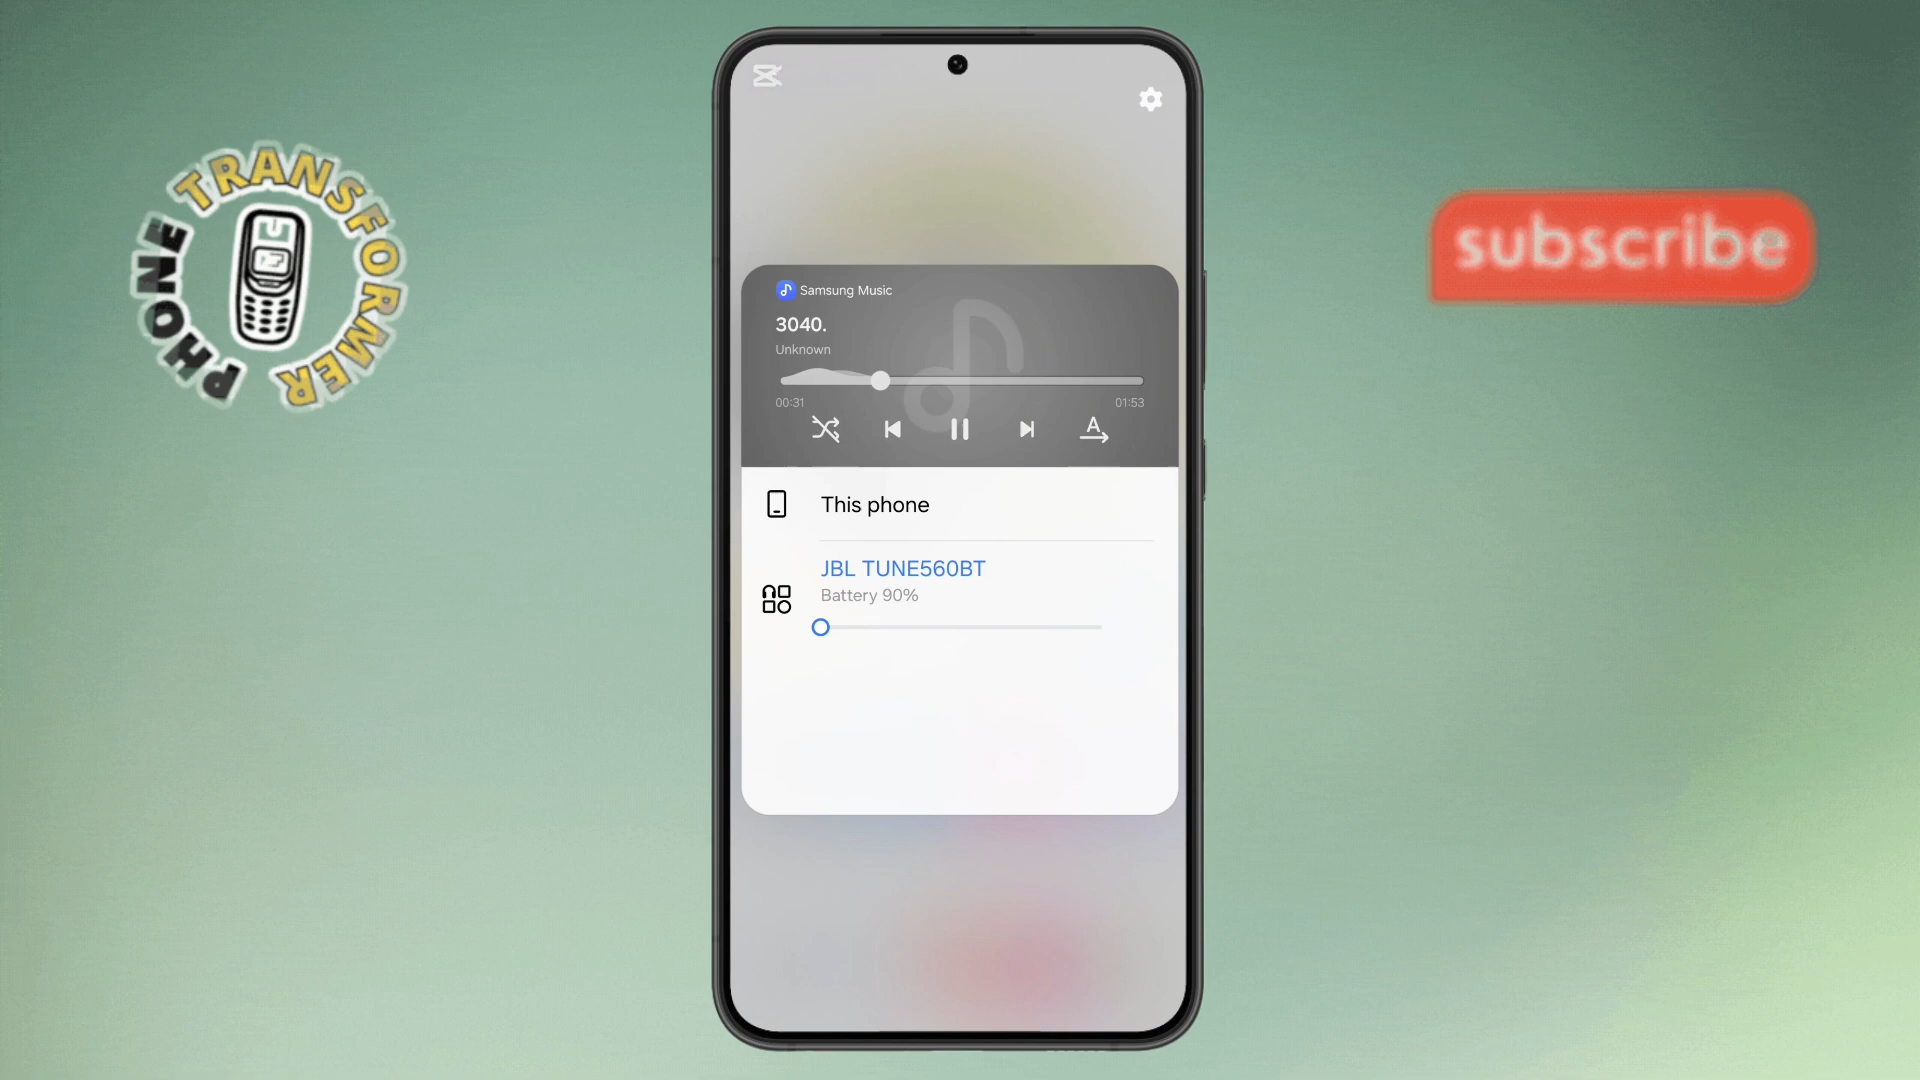 PHONE TRANSFORMER
subscribe
Samsung Music
3040.
Unknown
00:31
01:53
A
This phone
JBL TUNE560BT
Battery 90%